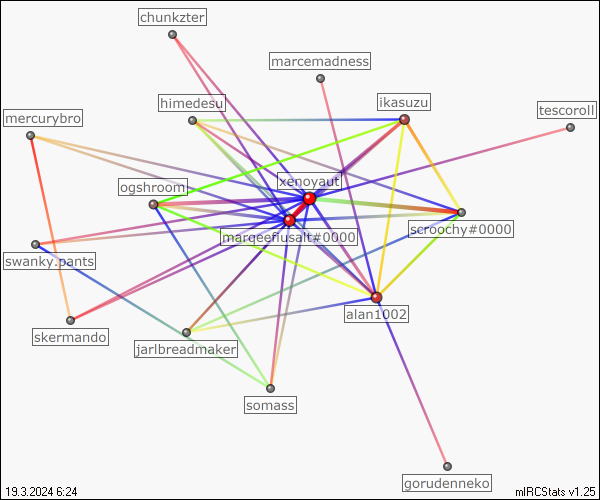 chunkzter
marcemadness
himedesu
ikasuzu
tescoroll
mercurybro
xenoyaut
ogshroom
scroochy#0000
marqeeflusalt#0000
swanky.pants
alan1002
skermando
jarlbreadmaker
somass
gorudenneko
19.3.2024 6:24
mIRCStats v1.25